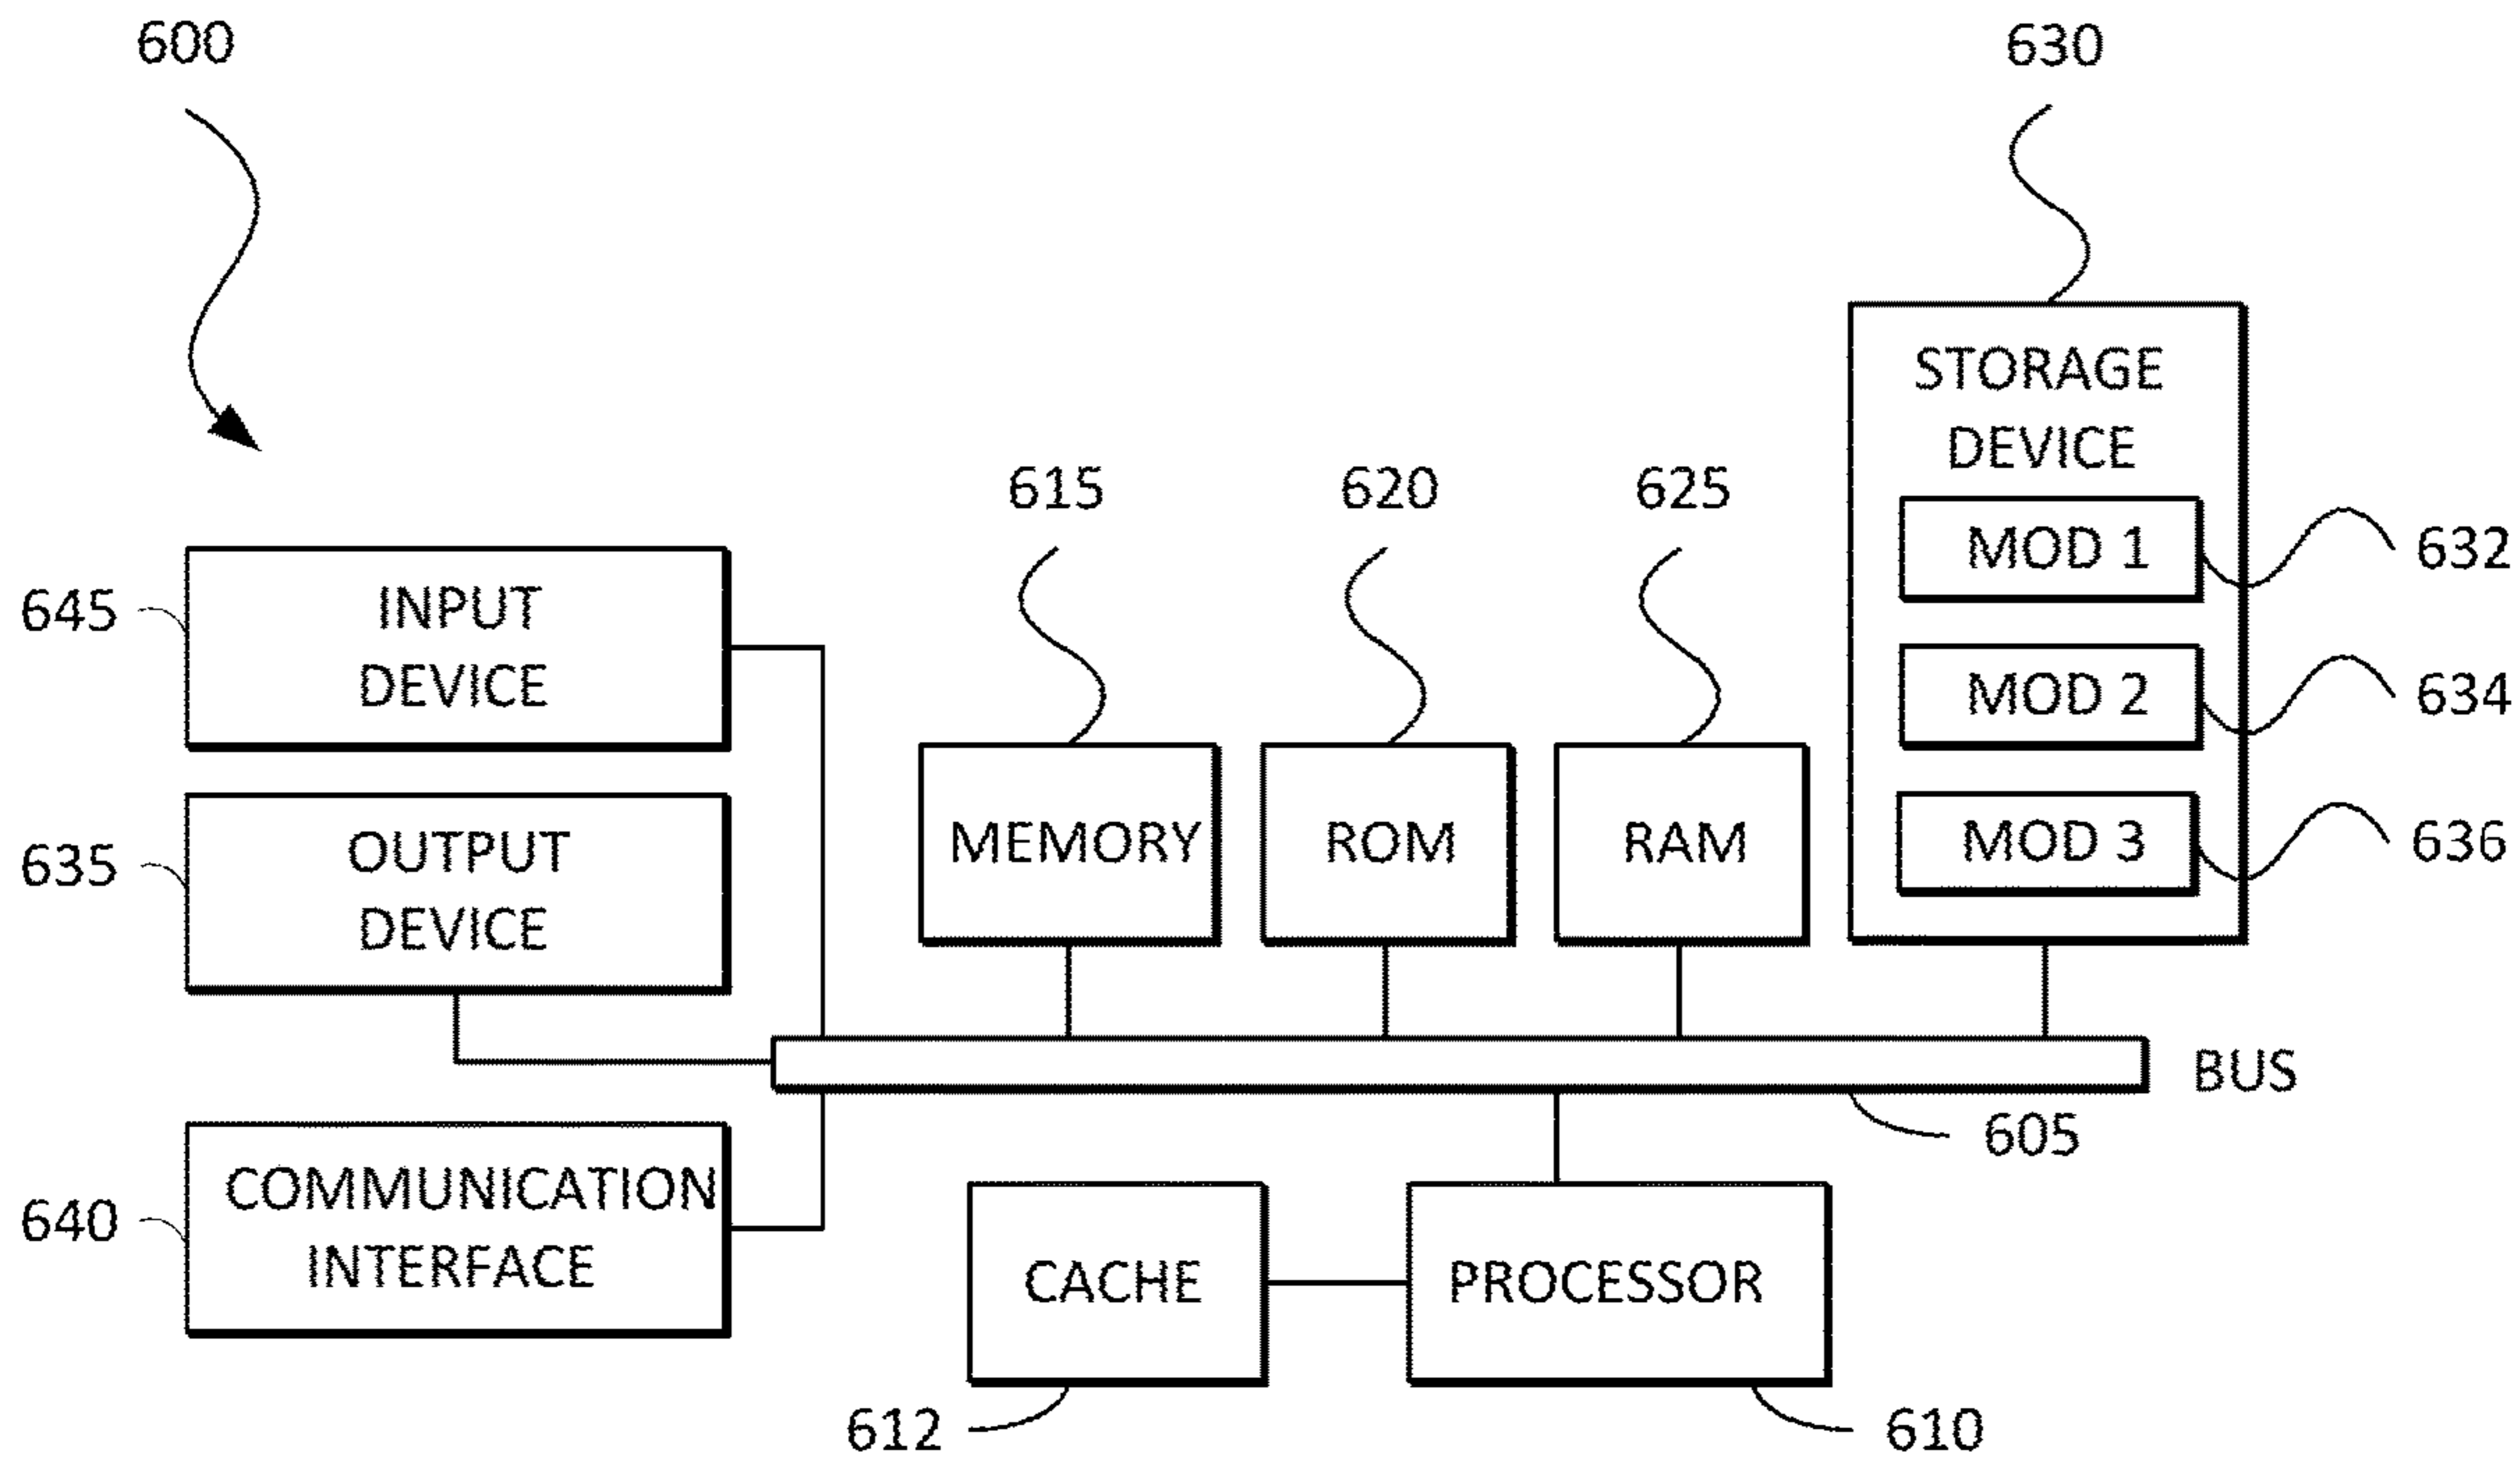 600
630
STORAGE
DEVICE
615
620
625
MOD 1
632
645
INPUT
DEVICE
MOD 2
634
635
OUTPUT
DEVICE
MEMORY
ROM
RAM
MOD 3
636
BUS
605
640
COMMUNICATION
INTERFACE
CACHE
PROCESSOR
612
610